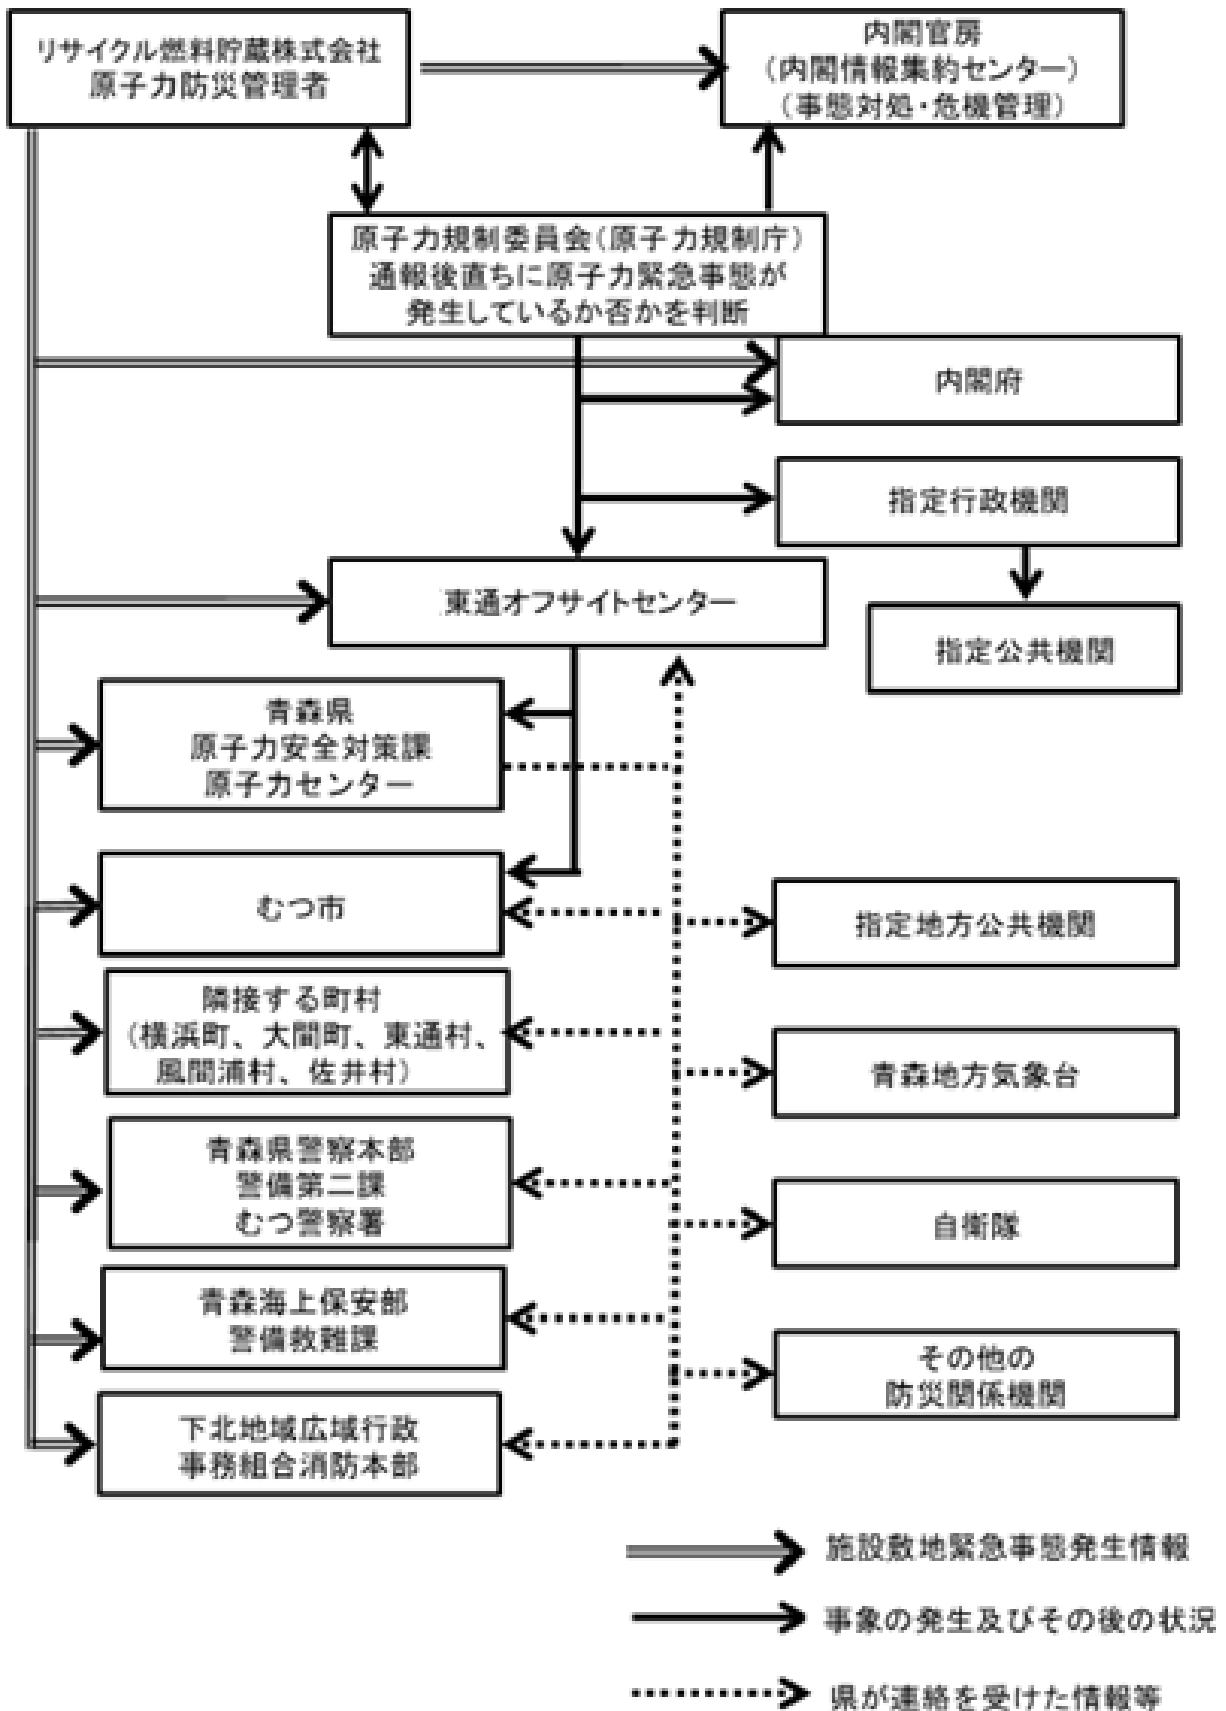 リサイクル燃料貯蔵株式会社
原子力防災管理者
内閣官房
(内閣情報集約センター)
(事態対処・危機管理)
原子力規制委員会(原子力規制庁)
通報後直ちに原子力緊急事態が
発生しているか否かを判断
内閣府
指定行政機関
東通オフサイトセンター
指定公共機関
青森県
原子力安全対策課
原子力センター
むつ市
指定地方公共機関
隣接する町村
(横浜町、大間町、東通村、
風間浦村、佐井村)
青森地方気象台
青森県警察本部
警備第二課
むつ警察署
自衛隊
青森海上保安部
警備救難課
その他の
防災関係機関
下北地域広域行政
事務組合消防本部
施設敷地緊急事態発生情報
事象の発生及びその後の状況
県が連絡を受けた情報等